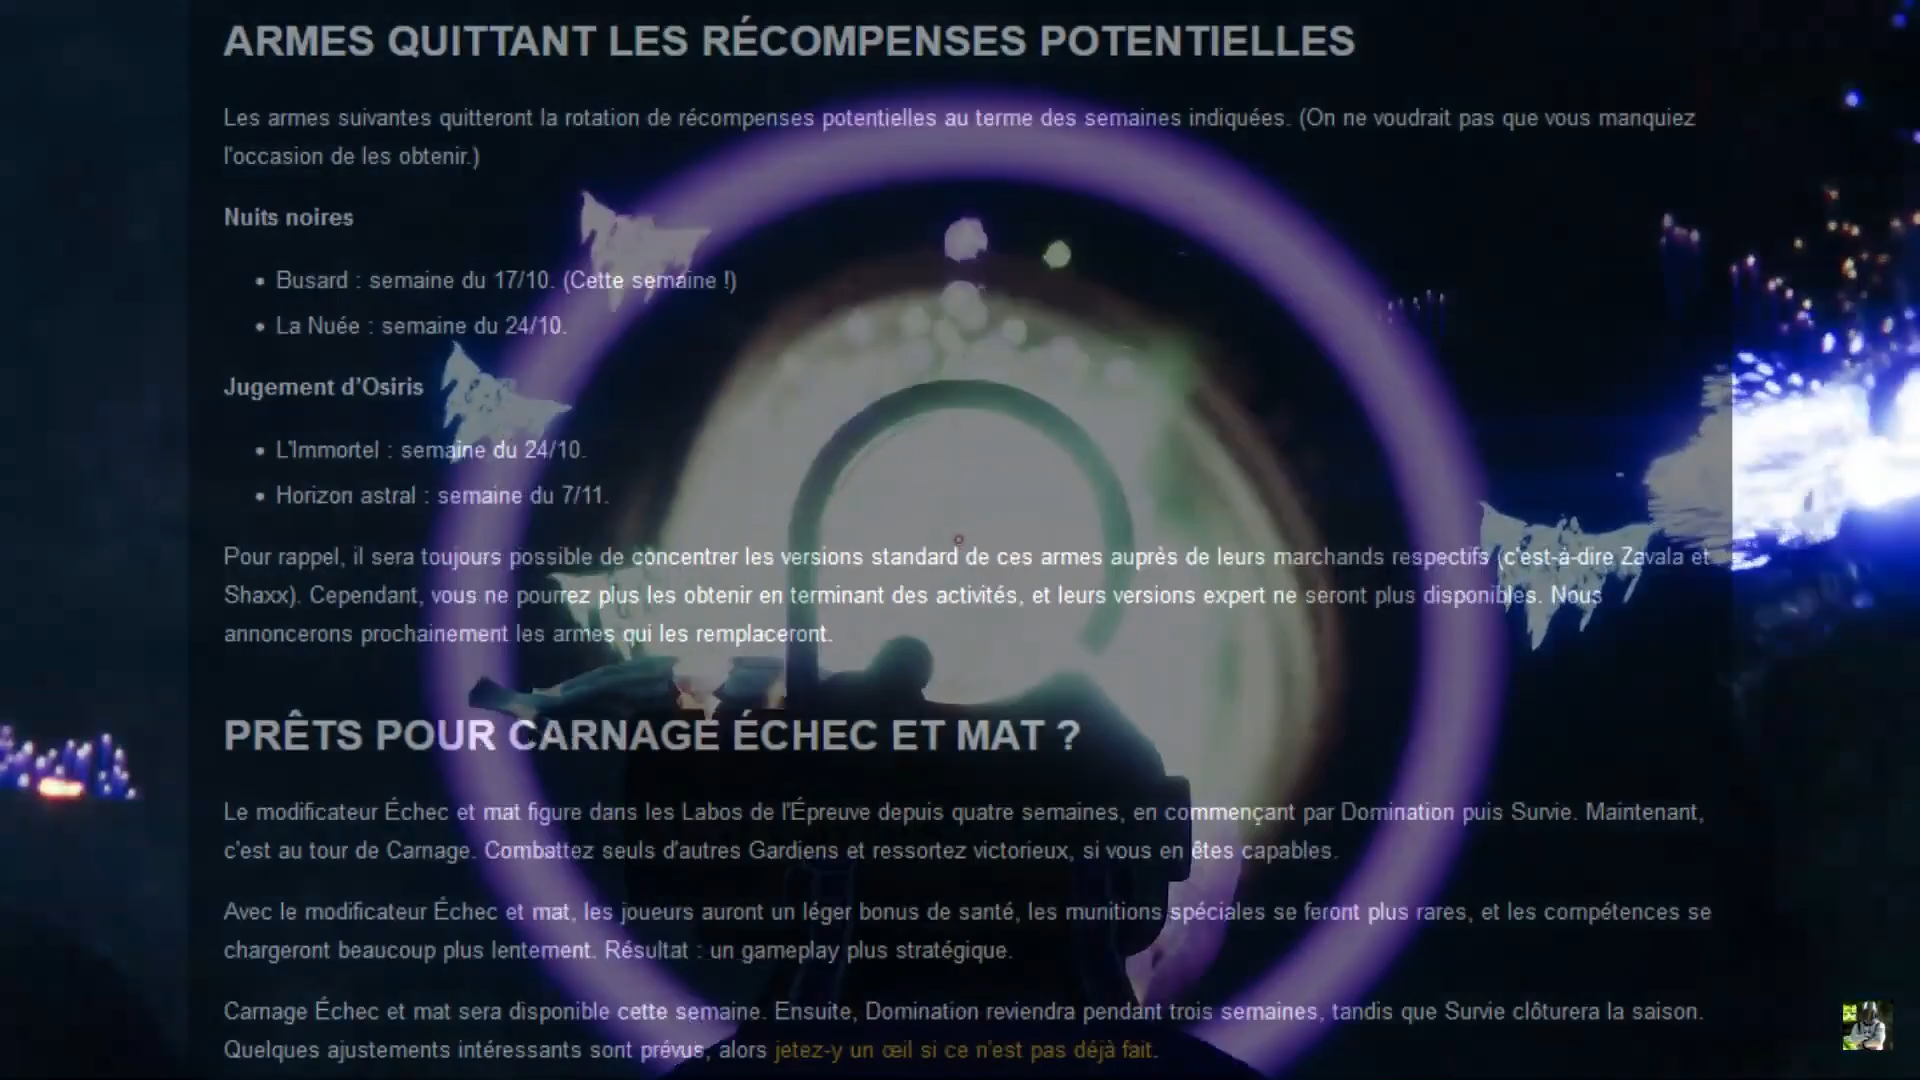 ARMES QUITTANT LES RÉCOMPENSES POTENTIELLES
Les armes suivantes quitteront la rotation de récompenses potentielles au terme des semaines indiquées. (On ne voudrait pas que vous manquiez
l'occasion de les obtenir.)
Nuits noires
• Busard : semaine du 17/10. (Cette semaine !)
• La Nuée : semaine du 24/10.
Jugement d'Osiris
• L'Immortel : semaine du 24/10.
• Horizon astral : semaine du 7/11.
Pour rappel, il sera toujours possible de concentrer les versions standard de ces armes auprès de leurs marchands respectifs (c'est-à-dire Zavala et
Shaxx). Cependant, vous ne pourrez plus les obtenir en terminant des activités, et leurs versions expert ne seront plus disponibles. Nous
annoncerons prochainement les armes qui les remplaceront.
PRÊTS POUR CARNAGE ÉCHEC ET MAT ?
Le modificateur Échec et mat figure dans les Labos de l'Épreuve depuis quatre semaines, en commençant par Domination puis Survie. Maintenant,
c'est au tour de Carnage. Combattez seuls d'autres Gardiens et ressortez victorieux, si vous en êtes capables.
Avec le modificateur Échec et mat, les joueurs auront un léger bonus de santé, les munitions spéciales se feront plus rares, et les compétences se
chargeront beaucoup plus lentement. Résultat : un gameplay plus stratégique.
Carnage Échec et mat sera disponible cette semaine. Ensuite, Domination reviendra pendant trois semaines, tandis que Survie clôturera la saison.
Quelques ajustements intéressants sont prévus, alors jetez-y un œil si ce n'est pas déjà fait.